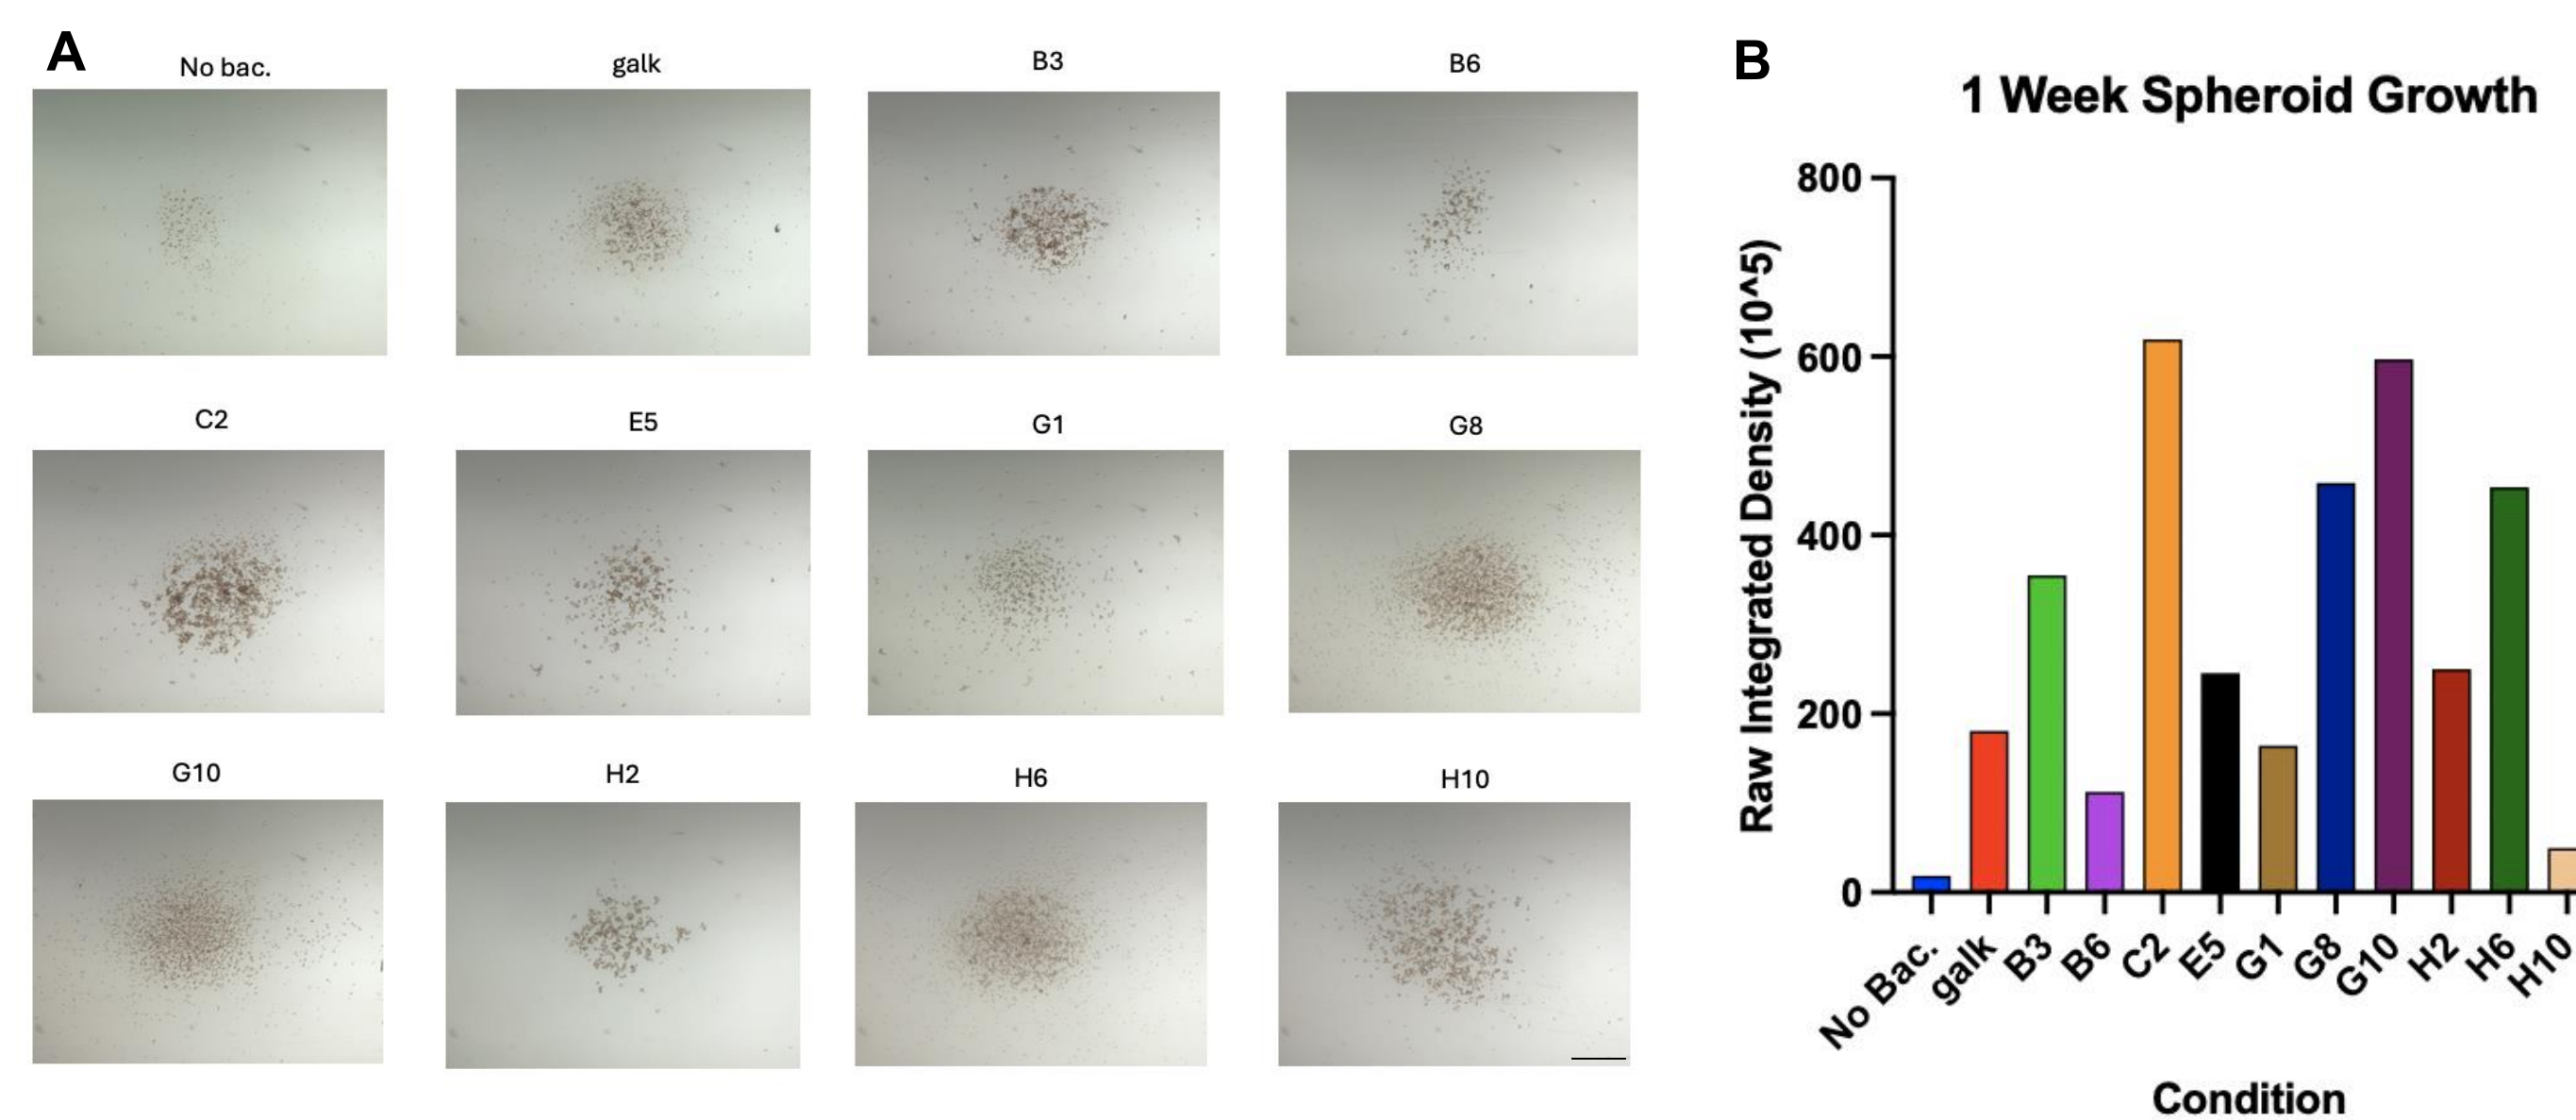 A
No bac.
galk
B3
B6
C2
E5
G1
G8
G10
H2
H6
H10
B
1 Week Spheroid Growth
Raw Integrated Density (10^5)
800
600
400
200
0
No Bac.
galk
B3
B6
C2
E5
G1
G8
G10
H2
H6
H10
Condition